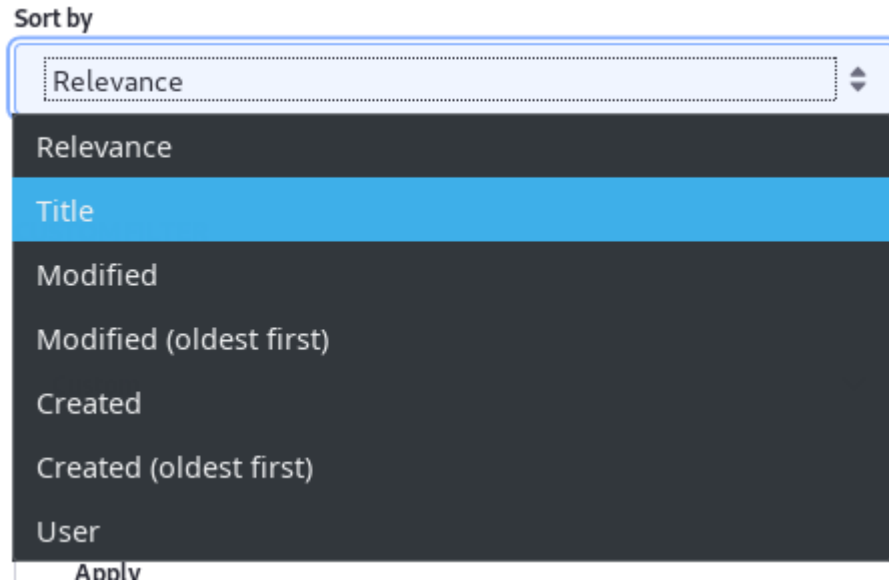 Sort by
Relevance
Relevance
Title
Modified
Modified (oldest first)
Created
Created (oldest first)
User
Apply